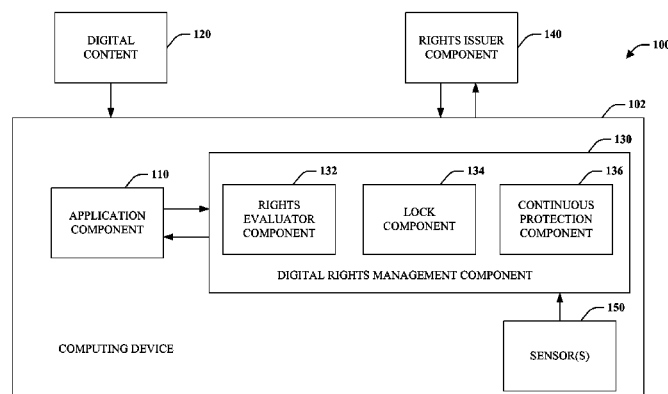 DIGITAL
CONTENT
120
RIGHTS ISSUER
COMPONENT
140
100
102
130
110
APPLICATION
COMPONENT
132
RIGHTS
EVALUATOR
COMPONENT
134
LOCK
COMPONENT
136
CONTINUOUS
PROTECTION
COMPONENT
DIGITAL RIGHTS MANAGEMENT COMPONENT
150
SENSOR(S)
COMPUTING DEVICE